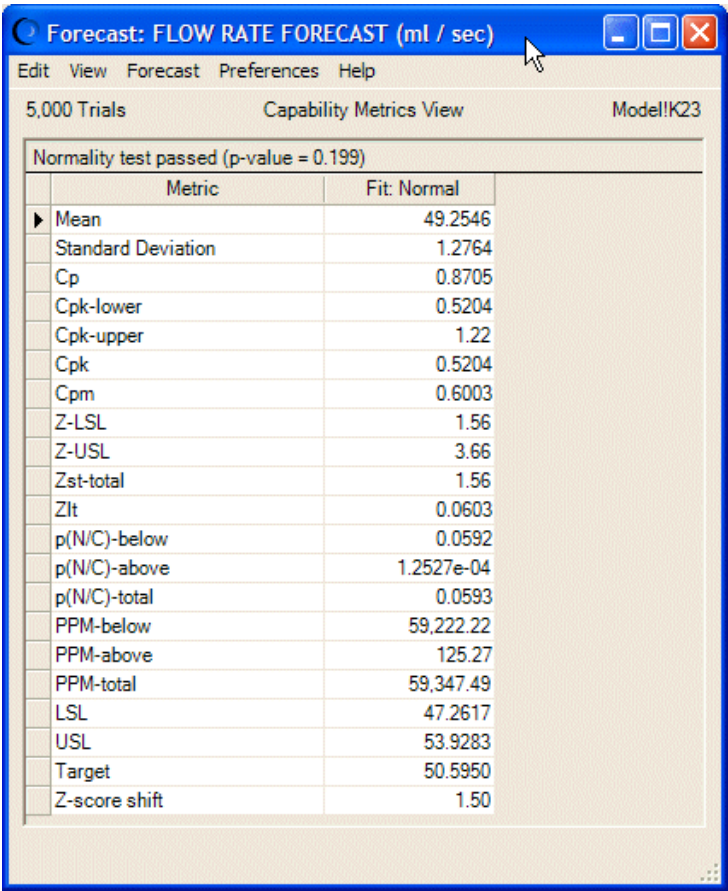 Forecast: FLOW RATE FORECAST (ml / sec)
Edit View Forecast Preferences Help
5,000 Trials Capability Metrics View Model!K23
Normality test passed (p-value = 0.199)
Metric Fit: Normal
Mean 49.2546
Standard Deviation 1.2764
Cp 0.8705
Cpk-lower 0.5204
Cpk-upper 1.22
Cpk 0.5204
Cpm 0.6003
Z-LSL 1.56
Z-USL 3.66
Zst-total 1.56
Zlt 0.0603
p(N/C)-below 0.0592
p(N/C)-above 1.2527e-04
p(N/C)-total 0.0593
PPM-below 59,222.22
PPM-above 125.27
PPM-total 59,347.49
LSL 47.2617
USL 53.9283
Target 50.5950
Z-score shift 1.50